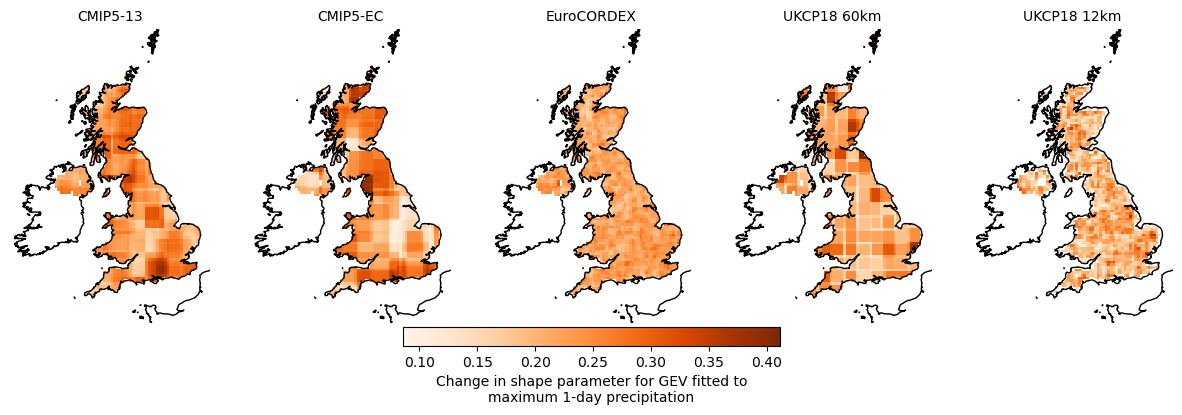 CMIP5-13
CMIP5-EC
EuroCORDEX
UKCP18 60km
UKCP18 12km
0.10 0.15 0.20 0.25 0.30 0.35 0.40
Change in shape parameter for GEV fitted to
maximum 1-day precipitation